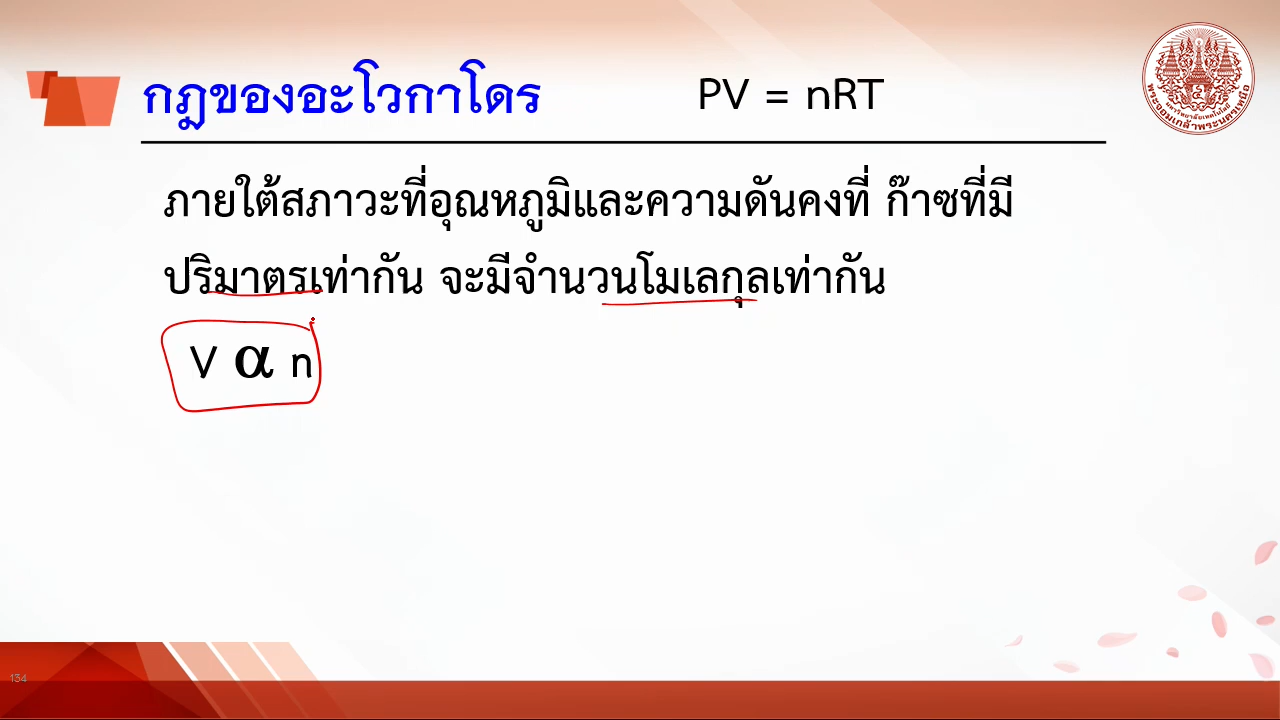 กฎของอะโวกาโดร
PV = nRT
ภายใต้สภาวะที่อุณหภูมิและความดันคงที่ ก๊าซที่มี
ปริมาตรเท่ากัน จะมีจำนวนโมเลกุลเท่ากัน
V α n
134